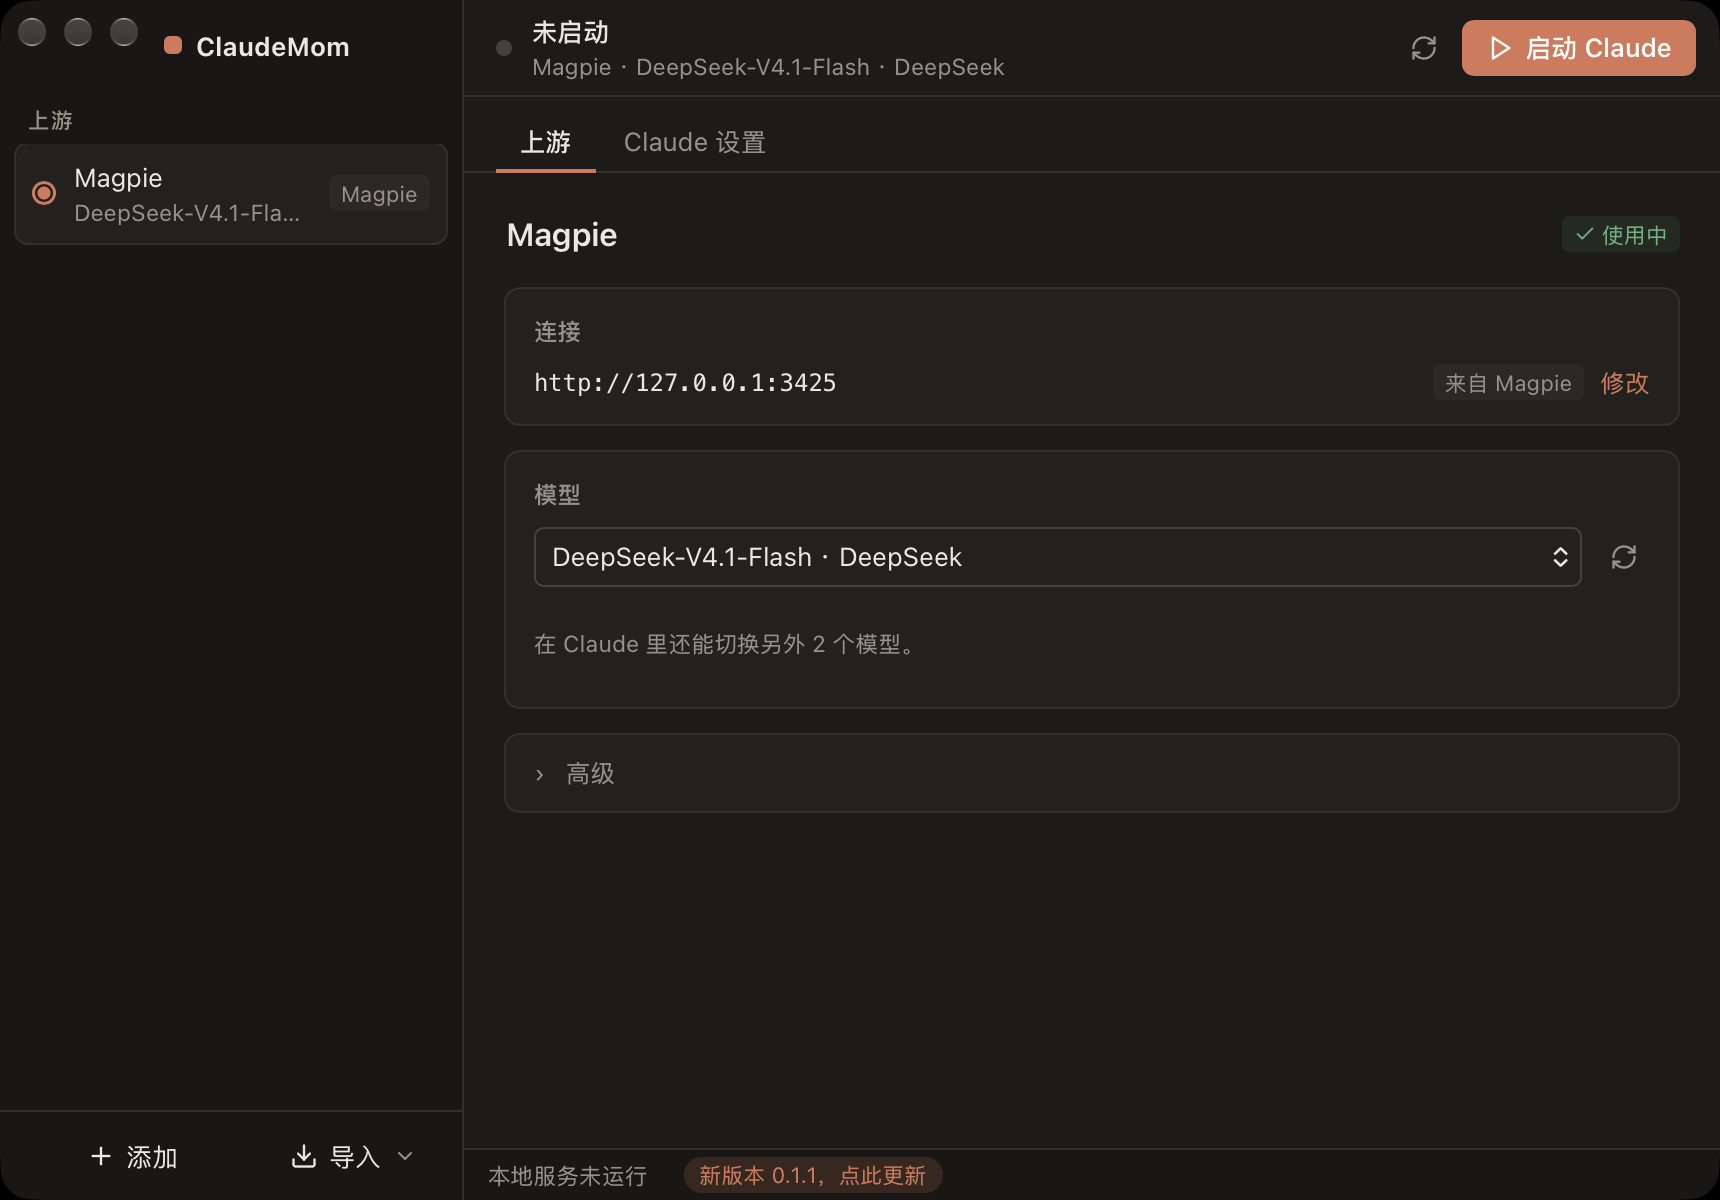 ClaudeMom
上游
Magpie
DeepSeek-V4.1-Fla...
Magpie
添加
导入
未启动
Magpie · DeepSeek-V4.1-Flash · DeepSeek
启动 Claude
上游
Claude 设置
Magpie
使用中
连接
http://127.0.0.1:3425
来自 Magpie
修改
模型
DeepSeek-V4.1-Flash · DeepSeek
在 Claude 里还能切换另外 2 个模型。
高级
本地服务未运行
新版本 0.1.1，点此更新